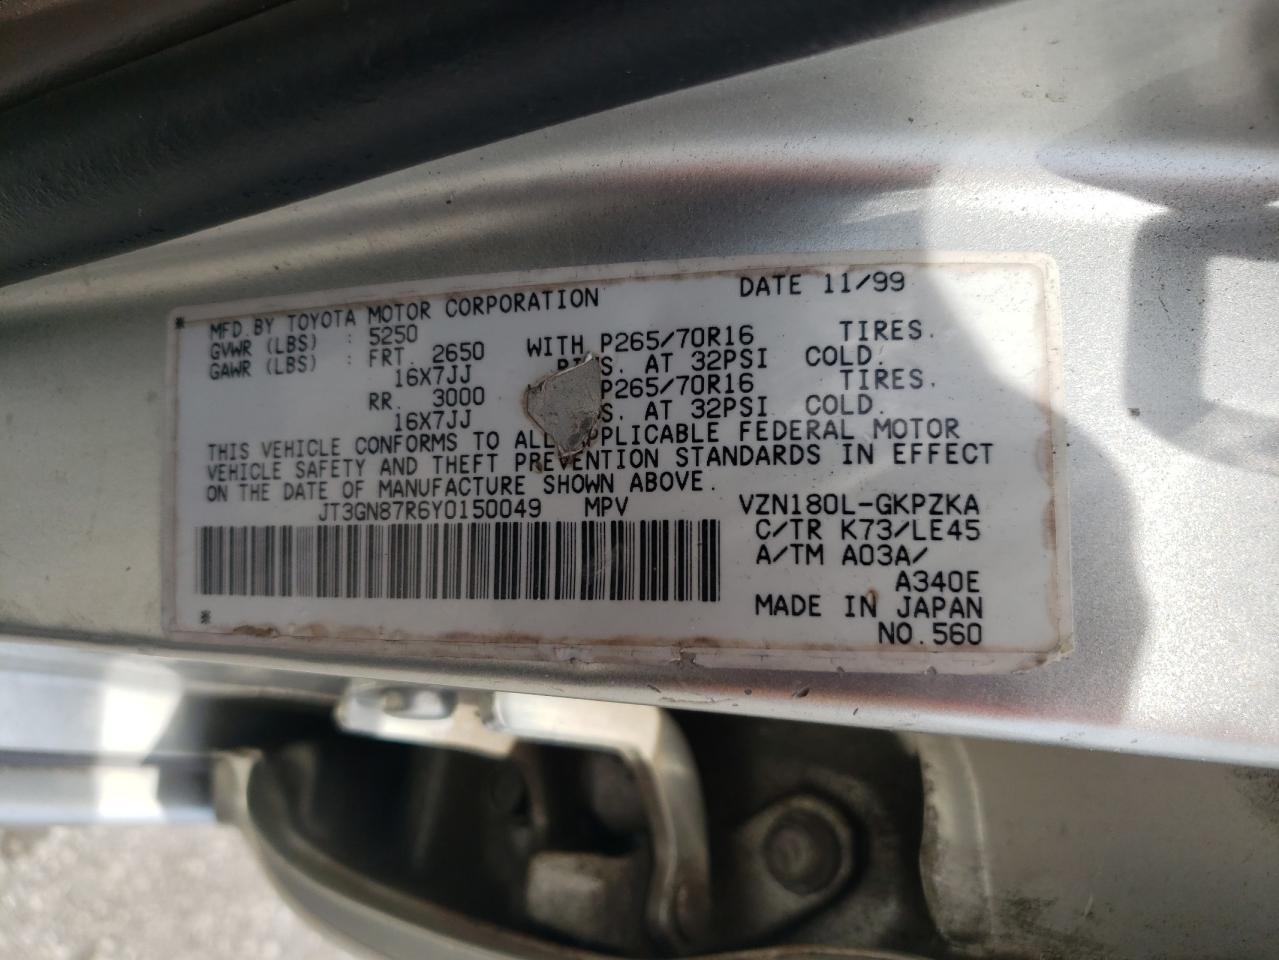 * MFD. BY TOYOTA MOTOR CORPORATION DATE 11/99
GVWR (LBS) : 5250
GAWR (LBS) : FRT. 2650 WITH P265/70R16 TIRES.
16X7JJ AT 32PSI COLD.
RR. 3000 P265/70R16 TIRES.
16X7JJ AT 32PSI COLD.
THIS VEHICLE CONFORMS TO ALL APPLICABLE FEDERAL MOTOR
VEHICLE SAFETY AND THEFT PREVENTION STANDARDS IN EFFECT
ON THE DATE OF MANUFACTURE SHOWN ABOVE.
JT3GN87R6Y0150049 MPV VZN180L-GKPZKA
C/TR K73/LE45
A/TM A03A/
A340E
* MADE IN JAPAN
NO.560